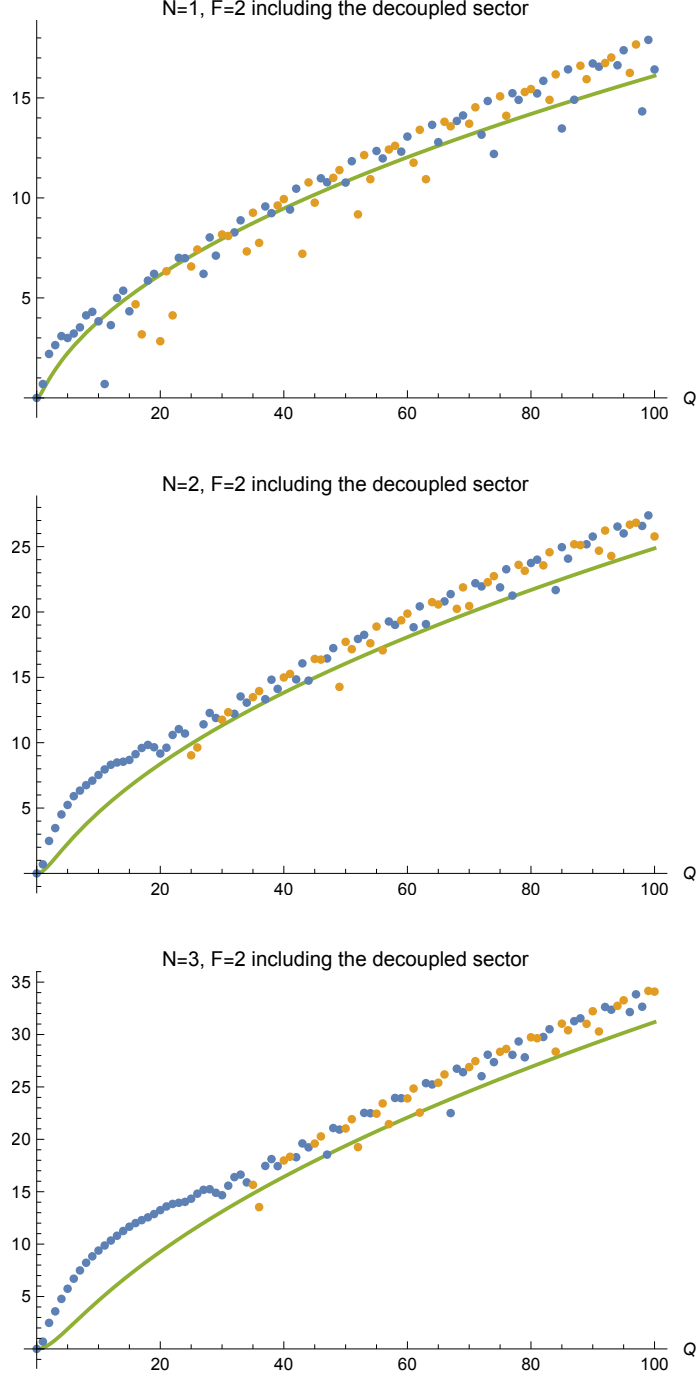 N=1, F=2 including the decoupled sector
15
10
5
20 40 60 80 100 Q
N=2, F=2 including the decoupled sector
25
20
15
10
5
20 40 60 80 100 Q
N=3, F=2 including the decoupled sector
35
30
25
20
15
10
5
20 40 60 80 100 Q